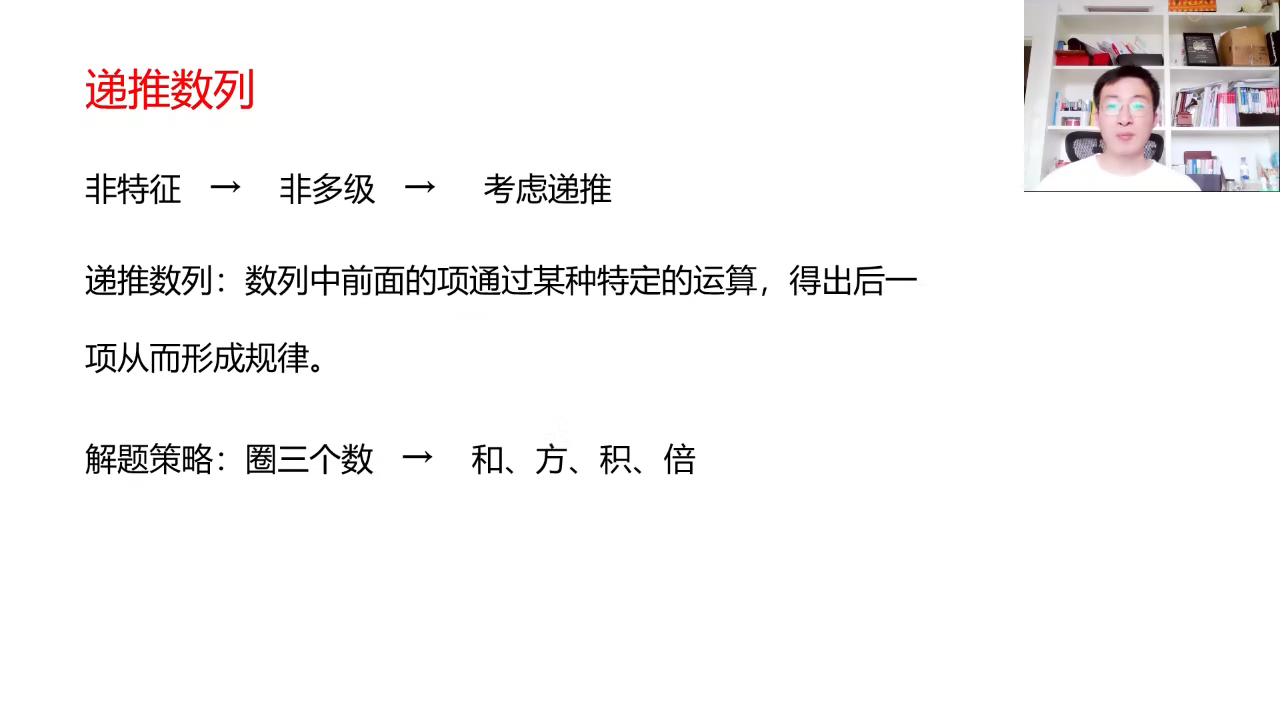 递推数列
非特征 → 非多级 → 考虑递推
递推数列：数列中前面的项通过某种特定的运算，得出后一
项从而形成规律。
解题策略：圈三个数 → 和、方、积、倍